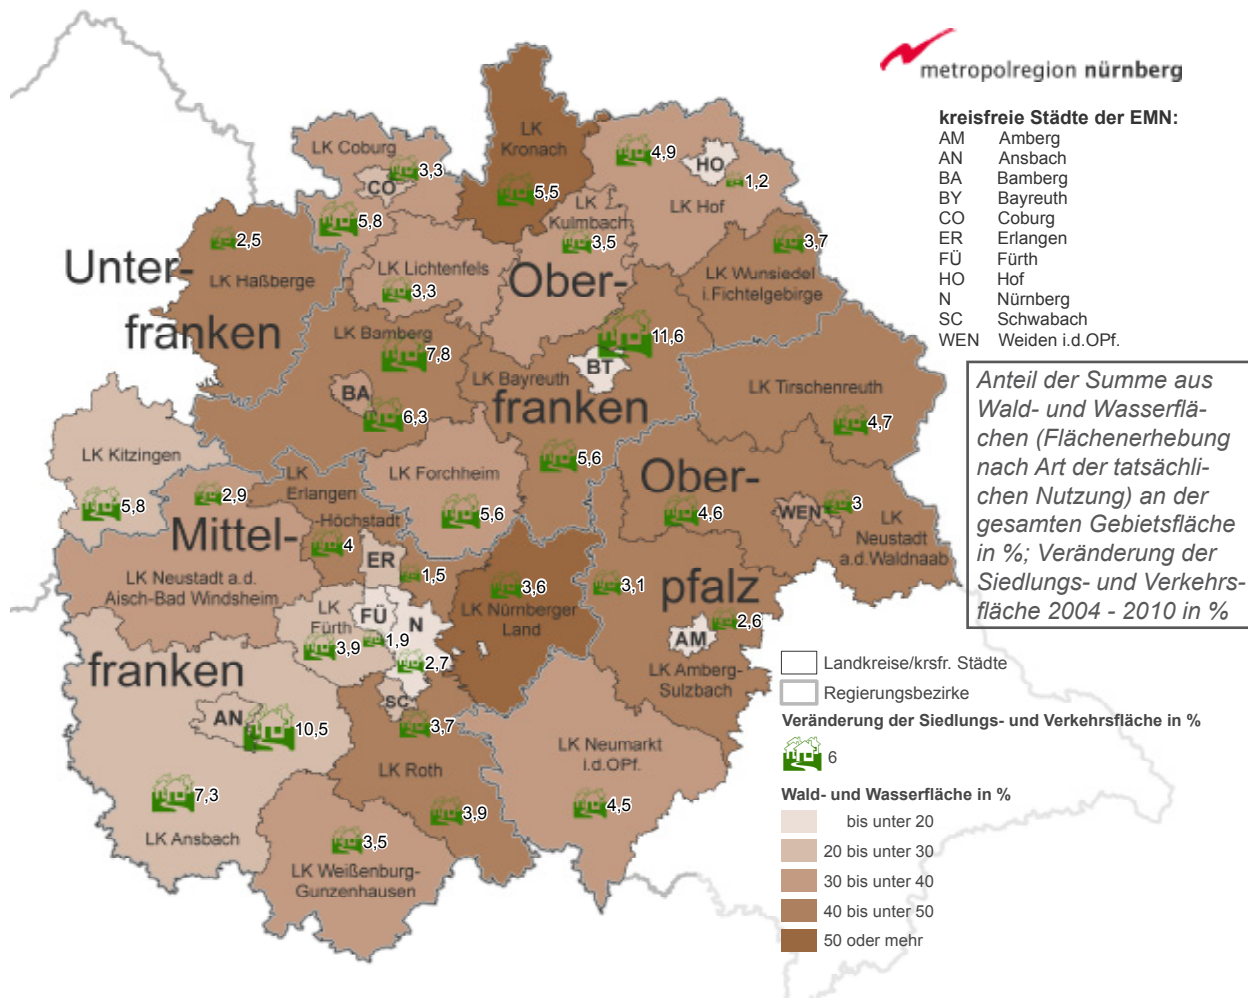 metropolregion nürnberg
kreisfreie Städte der EMN:
AM Amberg
AN Ansbach
BA Bamberg
BY Bayreuth
CO Coburg
ER Erlangen
FÜ Fürth
HO Hof
N Nürnberg
SC Schwabach
WEN Weiden i.d.OPf.
Anteil der Summe aus
Wald- und Wasserflä-
chen (Flächenerhebung
nach Art der tatsächli-
chen Nutzung) an der
gesamten Gebietsfläche
in %; Veränderung der
Siedlungs- und Verkehrs-
fläche 2004 - 2010 in %
Landkreise/krsfr. Städte
Regierungsbezirke
Veränderung der Siedlungs- und Verkehrsfläche in %
6
Wald- und Wasserfläche in %
bis unter 20
20 bis unter 30
30 bis unter 40
40 bis unter 50
50 oder mehr
Unter-
franken
Ober-
franken
Mittel-
franken
Ober-
pfalz
LK Coburg
3,3
CO
5,8
LK
Kronach
5,5
4,9
HO
1,2
LK Hof
LK
Kulmbach
3,5
3,7
LK Wunsiedel
i.Fichtelgebirge
2,5
LK Haßberge
LK Lichtenfels
3,3
LK Bamberg
7,8
BA
6,3
11,6
BT
LK Bayreuth
5,6
LK Tirschenreuth
4,7
LK Kitzingen
5,8
2,9
LK Neustadt a.d.
Aisch-Bad Windsheim
LK
Erlangen
-Höchstadt
4
ER
1,5
LK Forchheim
5,6
4,6
WEN
3
LK
Neustadt
a.d.Waldnaab
3,6
LK Nürnberger
Land
3,1
2,6
AM
LK Amberg-
Sulzbach
LK
Fürth
3,9
FÜ
1,9
N
2,7
SC
3,7
AN
10,5
7,3
LK Ansbach
LK Roth
3,9
LK Neumarkt
i.d.OPf.
4,5
3,5
LK Weißenburg-
Gunzenhausen